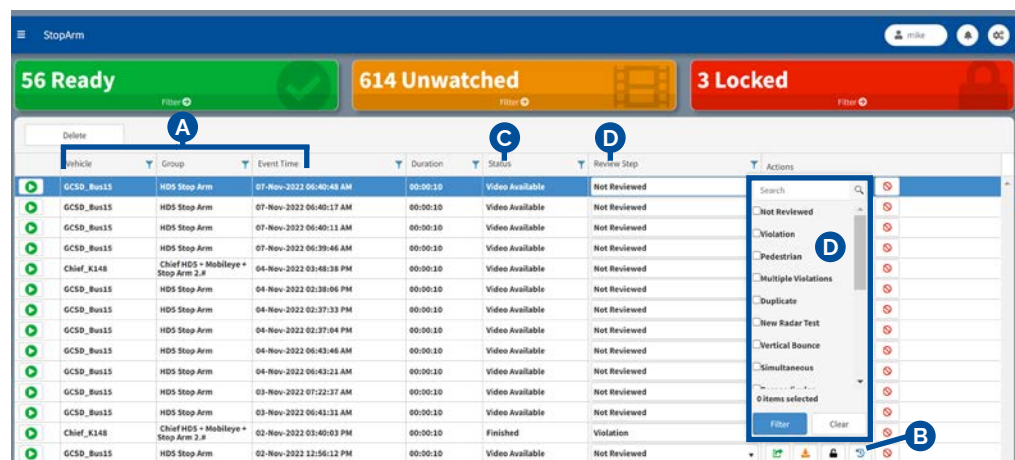 StopArm
mike
56 Ready
Filter
614 Unwatched
Filter
3 Locked
Filter
Delete
A
C
D
Vehicle Group Event Time Duration Status Review Step Actions
GCSD_Bus15 HD5 Stop Arm 07-Nov-2022 06:40:48 AM 00:00:10 Video Available Not Reviewed
GCSD_Bus15 HD5 Stop Arm 07-Nov-2022 06:40:17 AM 00:00:10 Video Available Not Reviewed
GCSD_Bus15 HD5 Stop Arm 07-Nov-2022 06:40:11 AM 00:00:10 Video Available Not Reviewed
GCSD_Bus15 HD5 Stop Arm 07-Nov-2022 06:39:46 AM 00:00:10 Video Available Not Reviewed
Chief_K148 Chief HD5 + Mobileye +
Stop Arm 2.# 04-Nov-2022 03:48:38 PM 00:00:10 Video Available Not Reviewed
GCSD_Bus15 HD5 Stop Arm 04-Nov-2022 02:38:06 PM 00:00:10 Video Available Not Reviewed
GCSD_Bus15 HD5 Stop Arm 04-Nov-2022 02:37:33 PM 00:00:10 Video Available Not Reviewed
GCSD_Bus15 HD5 Stop Arm 04-Nov-2022 02:37:04 PM 00:00:10 Video Available Not Reviewed
GCSD_Bus15 HD5 Stop Arm 04-Nov-2022 06:43:46 AM 00:00:10 Video Available Not Reviewed
GCSD_Bus15 HD5 Stop Arm 04-Nov-2022 06:43:21 AM 00:00:10 Video Available Not Reviewed
GCSD_Bus15 HD5 Stop Arm 03-Nov-2022 07:22:37 AM 00:00:10 Video Available Not Reviewed
GCSD_Bus15 HD5 Stop Arm 03-Nov-2022 06:41:31 AM 00:00:10 Video Available Not Reviewed
Chief_K148 Chief HD5 + Mobileye +
Stop Arm 2.# 02-Nov-2022 03:40:03 PM 00:00:10 Finished Violation
GCSD_Bus15 HD5 Stop Arm 02-Nov-2022 12:56:12 PM 00:00:10 Video Available Not Reviewed
Search
Not Reviewed
Violation
D
Pedestrian
Multiple Violations
Duplicate
New Radar Test
Vertical Bounce
Simultaneous
0 items selected
Filter Clear
B